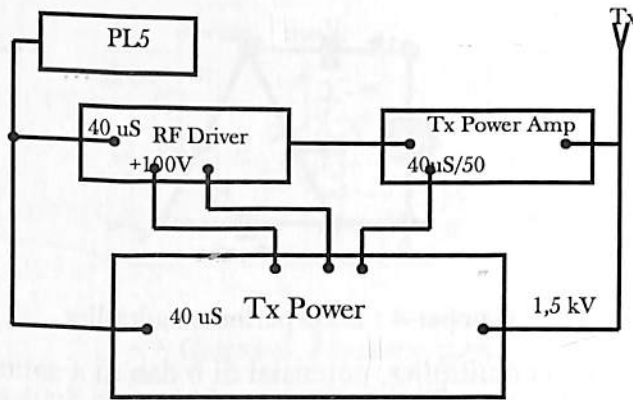 Tx
PL5
40 uS
RF Driver
+100V
Tx Power Amp
40uS/50
Tx Power
40 uS
1,5 kV